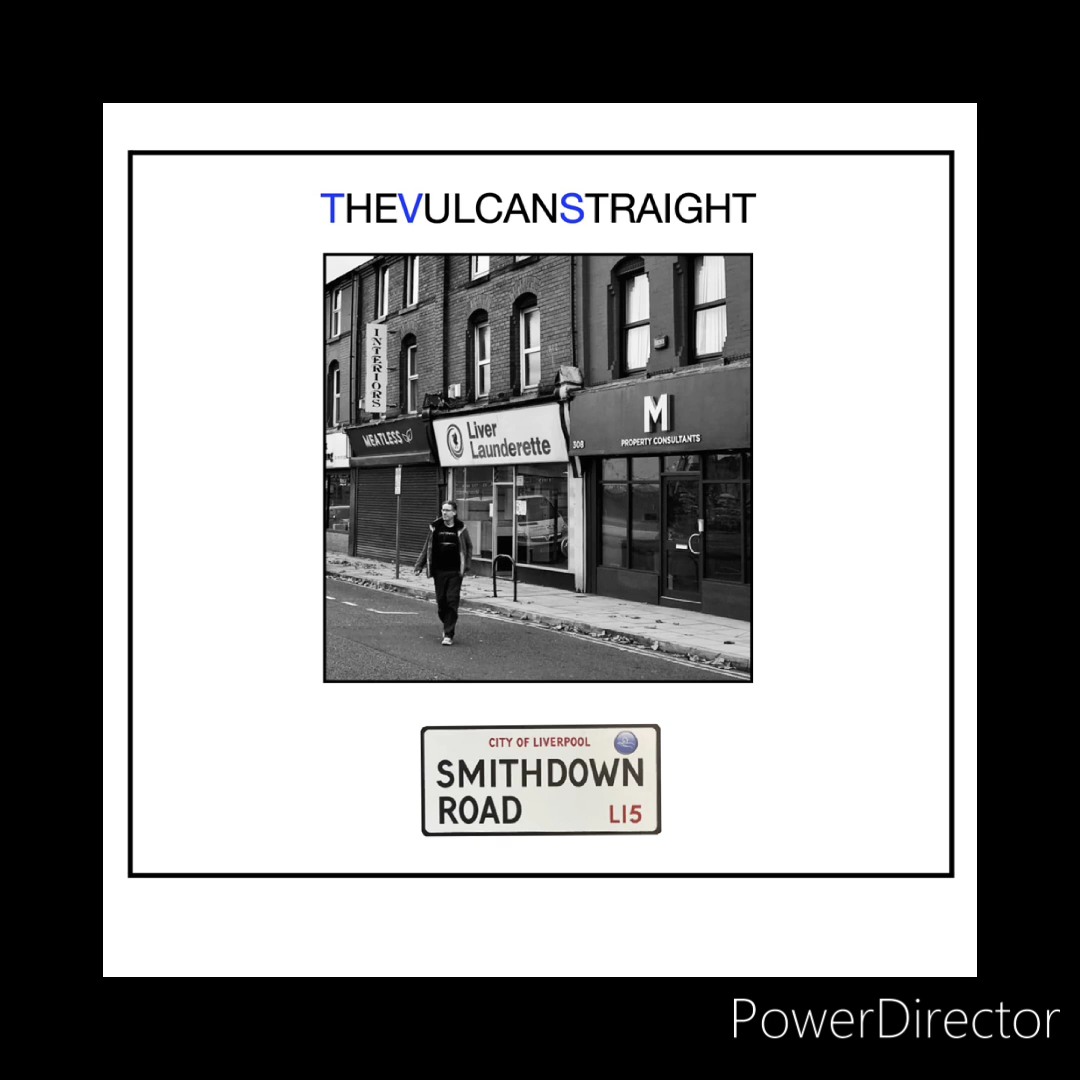 THEVULCANSTRAIGHT
INTERIORS
MEATLESS
Liver
Launderette
308
M
PROPERTY CONSULTANTS
CITY OF LIVERPOOL
SMITHDOWN
ROAD
L15
PowerDirector